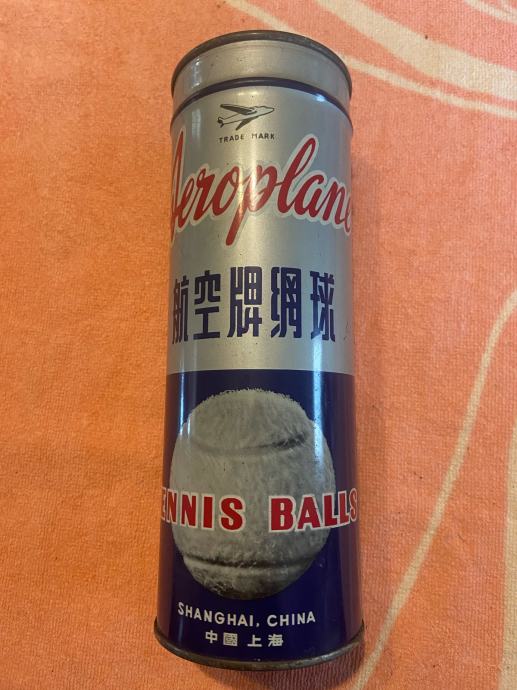 TRADE MARK
Aeroplane
航空牌網球
ENNIS BALLS
SHANGHAI, CHINA
中國 上海